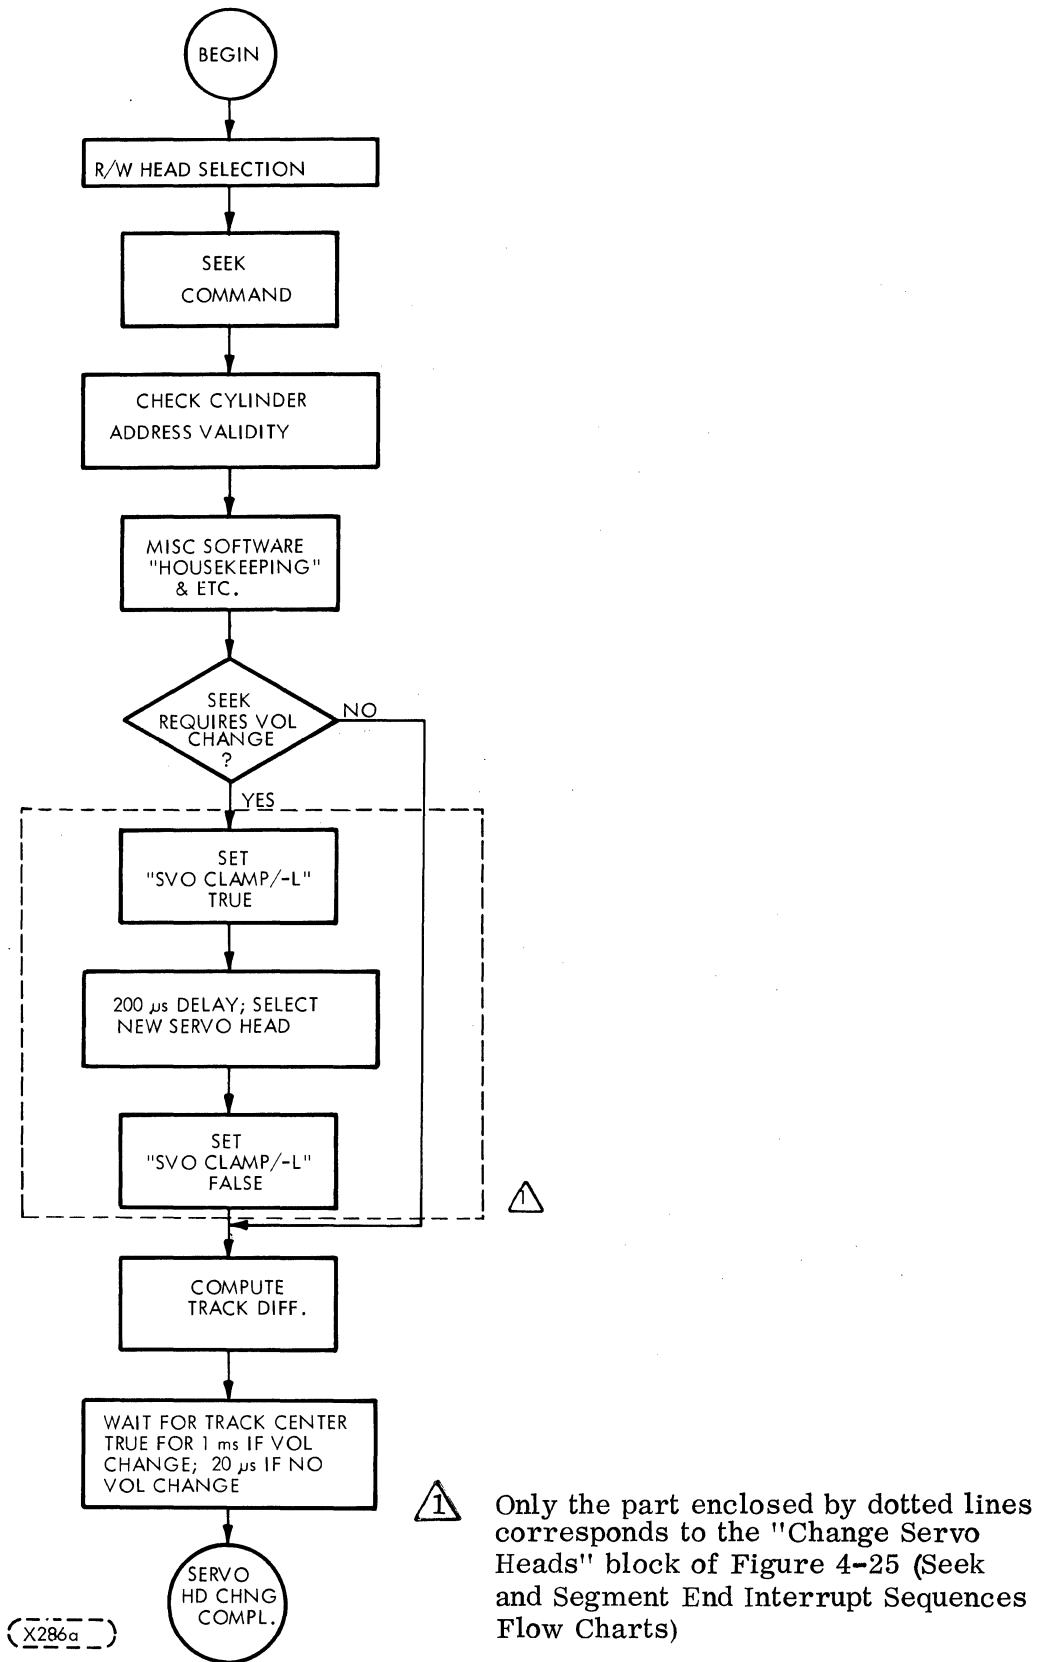 BEGIN
R/W HEAD SELECTION
SEEK
COMMAND
CHECK CYLINDER
ADDRESS VALIDITY
MISC SOFTWARE
"HOUSEKEEPING"
& ETC.
SEEK
REQUIRES VOL
CHANGE
?
NO
YES
SET
"SVO CLAMP/-L"
TRUE
200 µs DELAY; SELECT
NEW SERVO HEAD
SET
"SVO CLAMP/-L"
FALSE
1
COMPUTE
TRACK DIFF.
WAIT FOR TRACK CENTER
TRUE FOR 1 ms IF VOL
CHANGE; 20 µs IF NO
VOL CHANGE
SERVO
HD CHNG
COMPL.
1
Only the part enclosed by dotted lines
corresponds to the "Change Servo
Heads" block of Figure 4-25 (Seek
and Segment End Interrupt Sequences
Flow Charts)
X286a